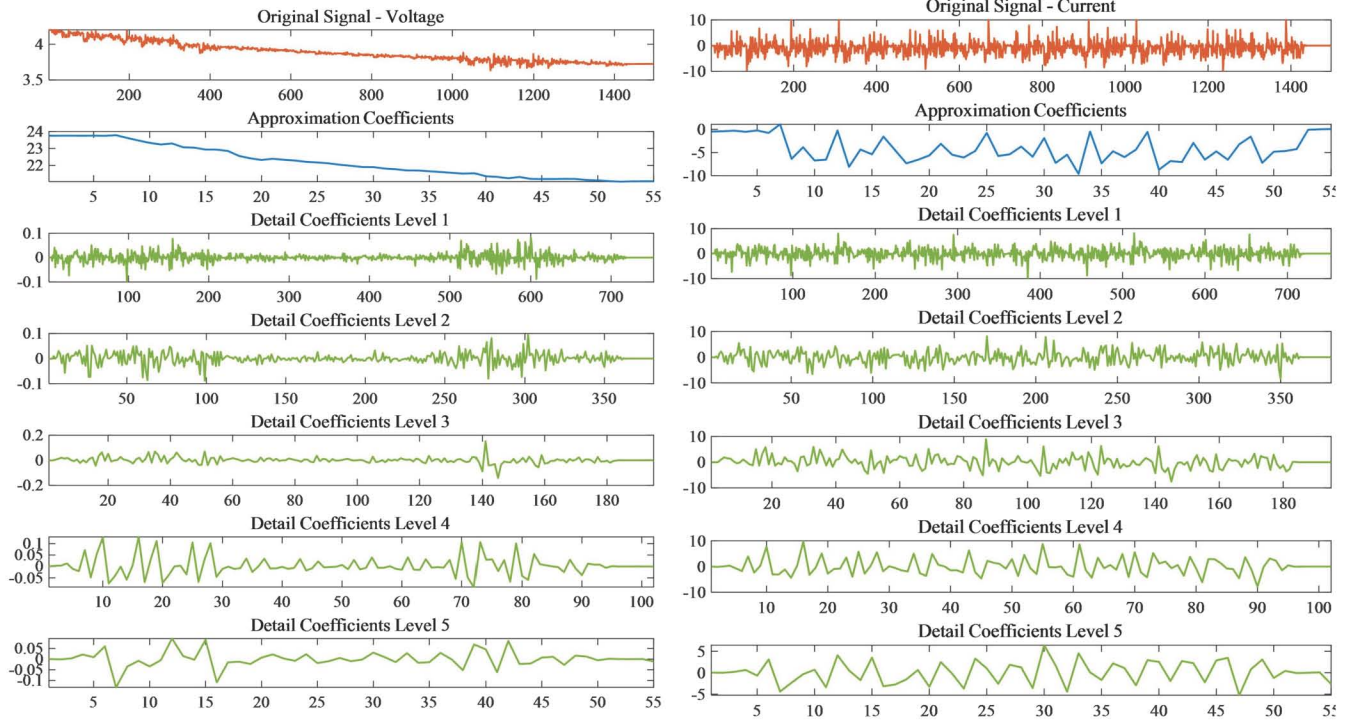 Original Signal - Voltage
4
3.5
200 400 600 800 1000 1200 1400
Approximation Coefficients
24
23
22
5 10 15 20 25 30 35 40 45 50 55
Detail Coefficients Level 1
0.1
0
-0.1
100 200 300 400 500 600 700
Detail Coefficients Level 2
0.1
0
-0.1
50 100 150 200 250 300 350
Detail Coefficients Level 3
0.2
0
-0.2
20 40 60 80 100 120 140 160 180
Detail Coefficients Level 4
0.1
0.05
0
-0.05
10 20 30 40 50 60 70 80 90 100
Detail Coefficients Level 5
0.05
0
-0.05
-0.1
5 10 15 20 25 30 35 40 45 50 55
Original Signal - Current
10
0
-10
200 400 600 800 1000 1200 1400
Approximation Coefficients
0
-5
-10
5 10 15 20 25 30 35 40 45 50 55
Detail Coefficients Level 1
10
0
-10
100 200 300 400 500 600 700
Detail Coefficients Level 2
10
0
-10
50 100 150 200 250 300 350
Detail Coefficients Level 3
10
0
-10
20 40 60 80 100 120 140 160 180
Detail Coefficients Level 4
10
0
-10
10 20 30 40 50 60 70 80 90 100
Detail Coefficients Level 5
5
0
-5
5 10 15 20 25 30 35 40 45 50 55